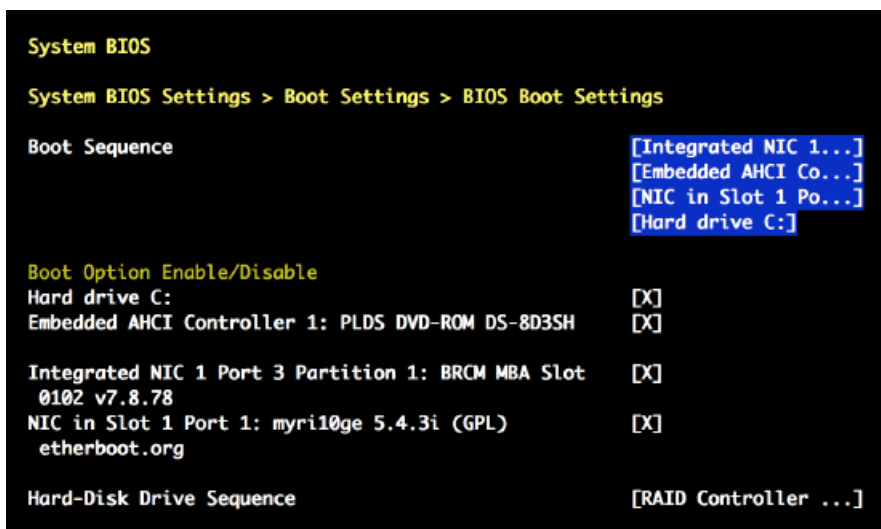 System BIOS
System BIOS Settings > Boot Settings > BIOS Boot Settings
Boot Sequence [Integrated NIC 1...]
[Embedded AHCI Co...]
[NIC in Slot 1 Po...]
[Hard drive C:]
Boot Option Enable/Disable
Hard drive C: [X]
Embedded AHCI Controller 1: PLDS DVD-ROM DS-8D3SH [X]
Integrated NIC 1 Port 3 Partition 1: BRCM MBA Slot [X]
0102 v7.8.78
NIC in Slot 1 Port 1: myri10ge 5.4.3i (GPL) [X]
etherboot.org
Hard-Disk Drive Sequence [RAID Controller ...]